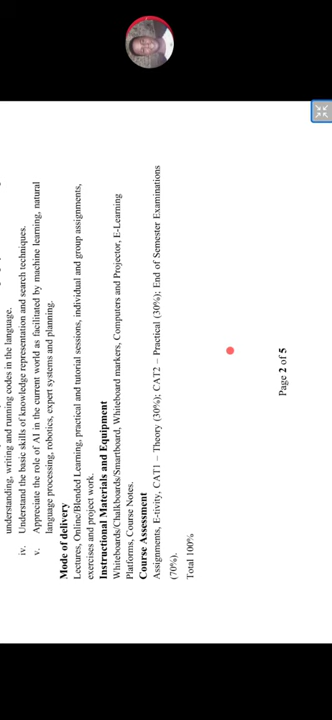 understanding, writing and running codes in the language.
iv. Understand the basic skills of knowledge representation and search techniques.
v. Appreciate the role of AI in the current world as facilitated by machine learning, natural
language processing, robotics, expert systems and planning.
Mode of delivery
Lectures, Online/Blended Learning, practical and tutorial sessions, individual and group assignments,
exercises and project work.
Instructional Materials and Equipment
Whiteboards/Chalkboards/Smartboard, Whiteboard markers, Computers and Projector, E-Learning
Platforms, Course Notes.
Course Assessment
Assignments, E-tivity, CAT1 – Theory (30%); CAT2 – Practical (30%); End of Semester Examinations
(70%).
Total 100%
Page 2 of 5